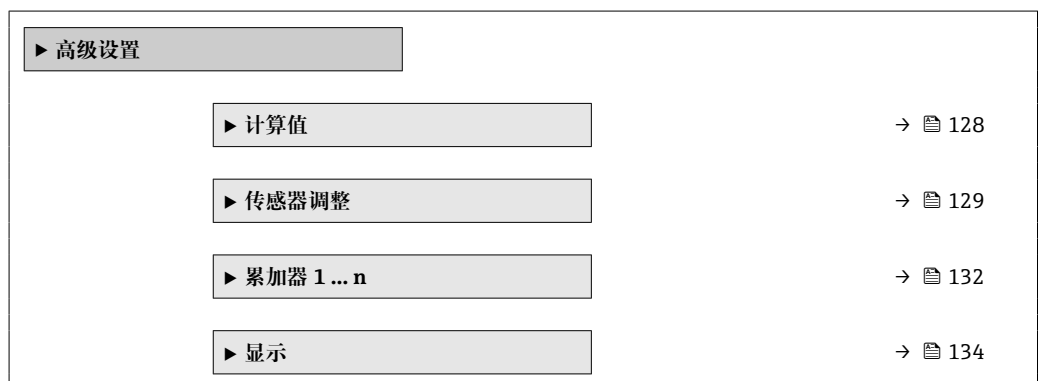 ▶ 高级设置
▶ 计算值 → 128
▶ 传感器调整 → 129
▶ 累加器 1 … n → 132
▶ 显示 → 134